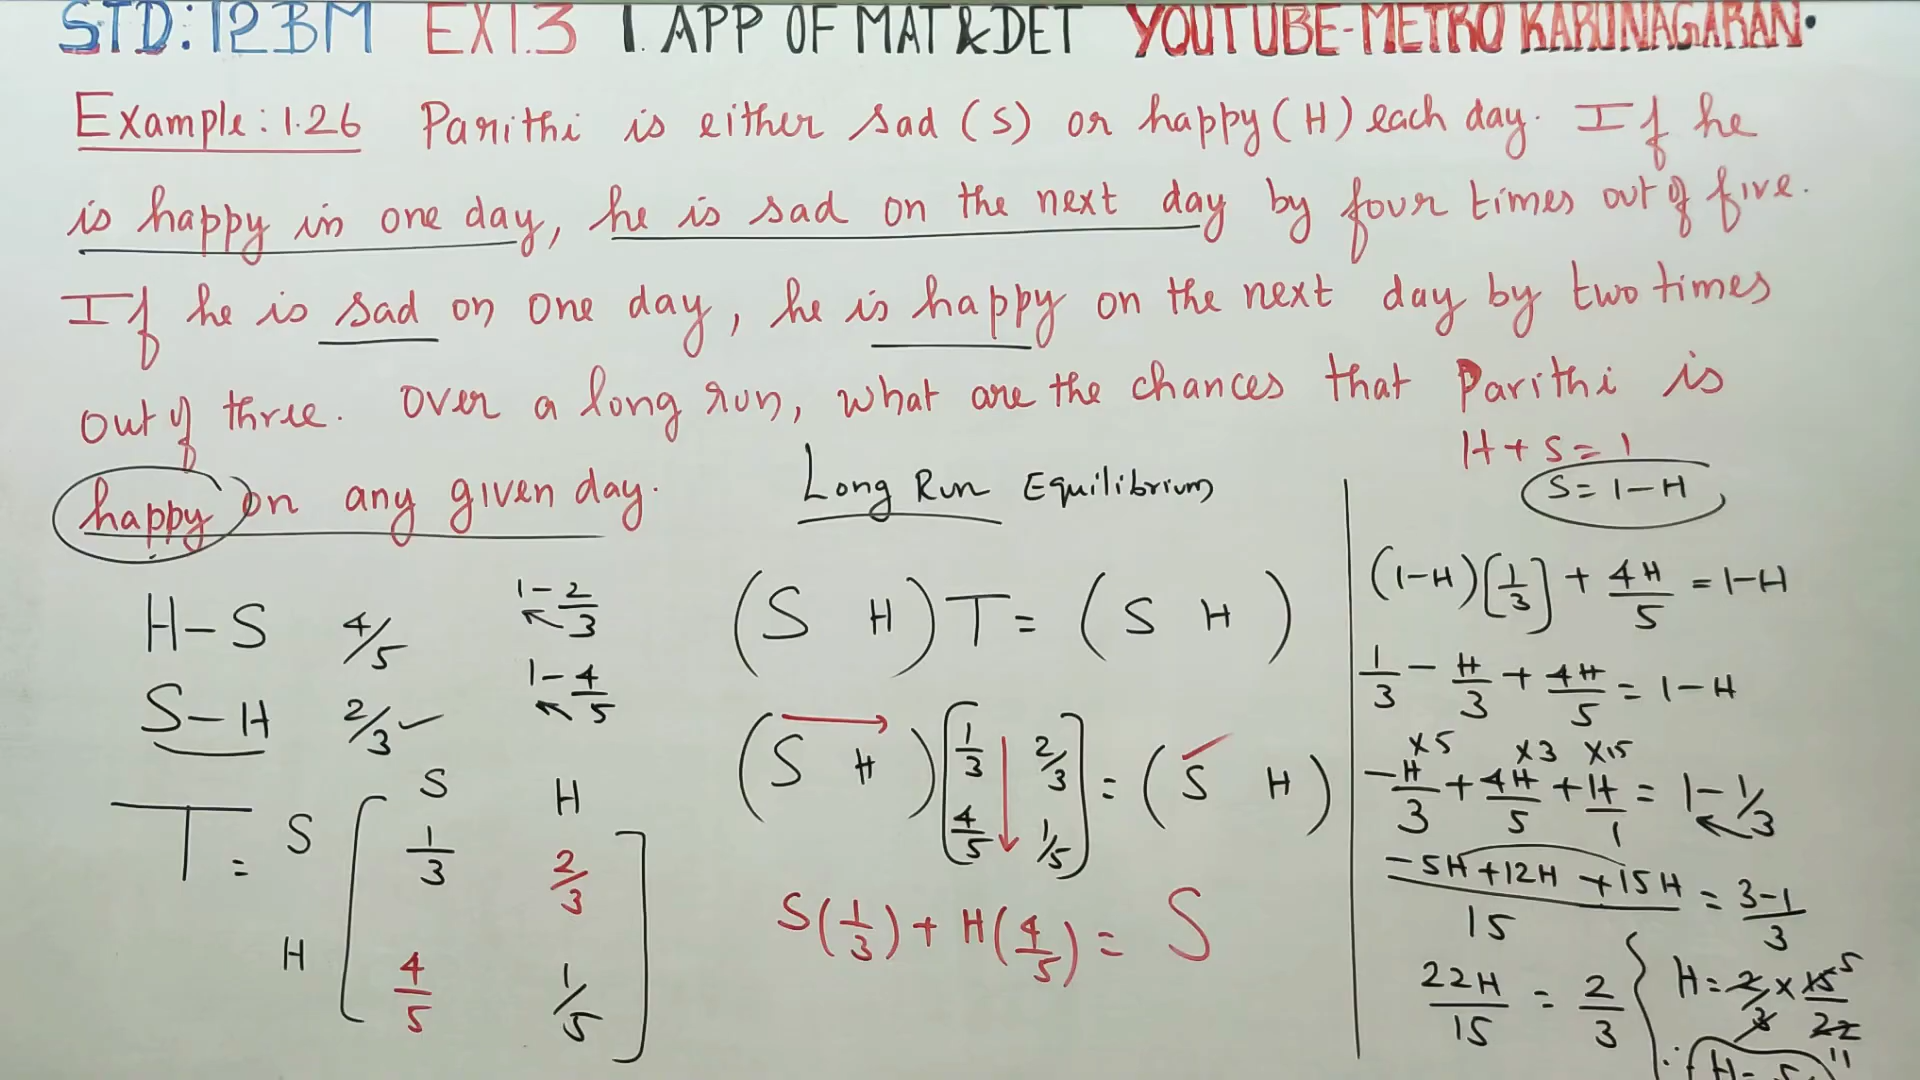 STD:12BM EX1.3 1. APP OF MAT&DET YOUTUBE-METRO KARUNAGARAN.
Example:1.26 Parithi is either sad (S) or happy (H) each day. If he
is happy in one day, he is sad on the next day by four times out of five.
If he is sad on one day, he is happy on the next day by two times
out of three. over a long run, what are the chances that Parithi is
happy on any given day.
H-S 4/5 1-2/3
S-H 2/3 1-4/5
S H
T= S 1/3 2/3
H 4/5 1/5
Long Run Equilibrium
(S H)T = (S H)
(S H)[1/3 2/3
4/5 1/5] = (S H)
S(1/3)+H(4/5) = S
H+S=1
S=1-H
(1-H)[1/3]+4H/5 = 1-H
1/3 - H/3 + 4H/5 = 1-H
×5 ×3 ×15
-H/3 + 4H/5 + H/1 = 1-1/3
-5H+12H+15H/15 = 3-1/3
22H/15 = 2/3
H = 2/3 × 15/22
5
11